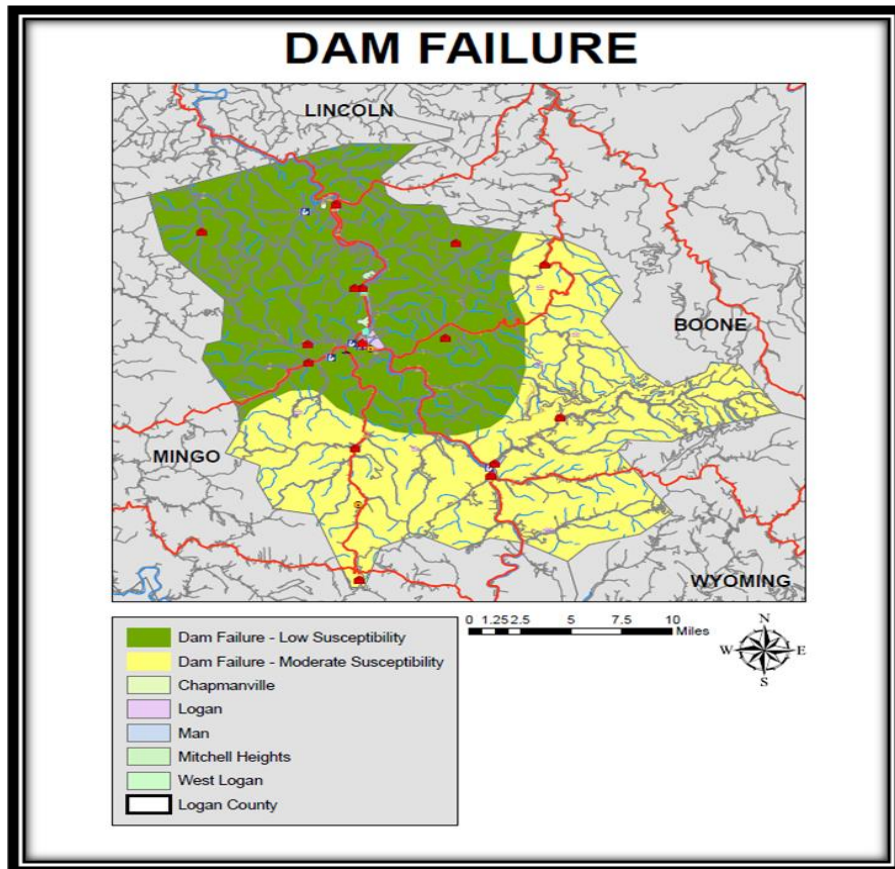 DAM FAILURE
LINCOLN
BOONE
MINGO
WYOMING
Dam Failure - Low Susceptibility
Dam Failure - Moderate Susceptibility
Chapmanville
Logan
Man
Mitchell Heights
West Logan
Logan County
0 1.25 2.5 5 7.5 10
Miles
N
W E
S